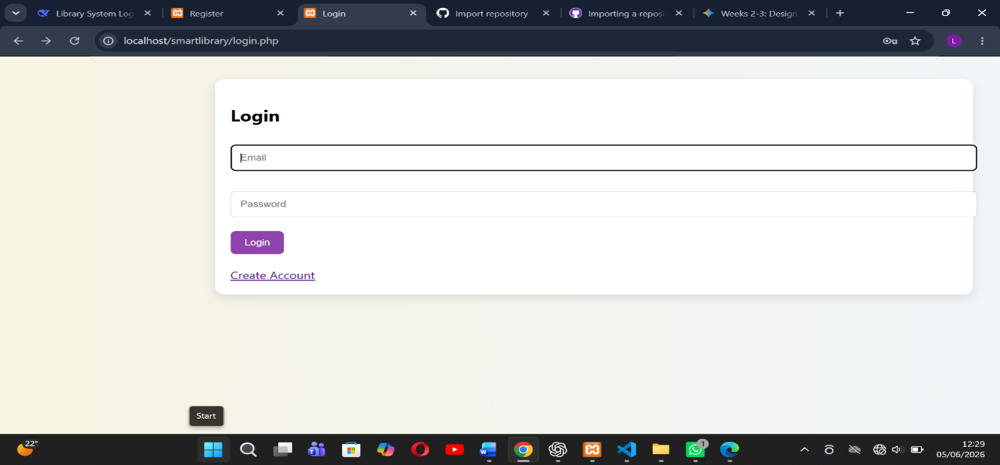 Library System Log
Register
Login
Import repository
Importing a repos
Weeks 2-3: Design
localhost/smartlibrary/login.php
L
Login
Email
Password
Login
Create Account
Start
22°
T
W
1
12:29
05/06/2026